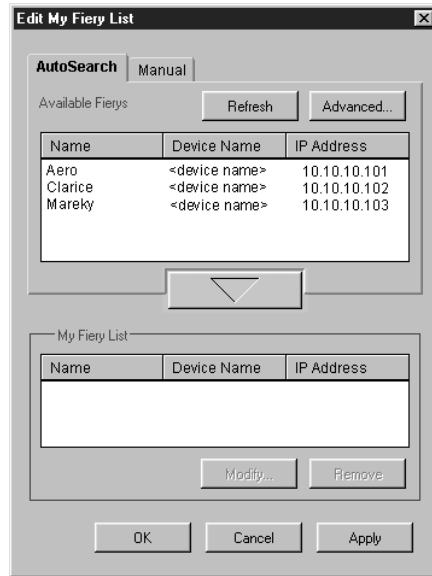 Edit My Fiery List
AutoSearch Manual
Available Fierys Refresh Advanced...
Name Device Name IP Address
Aero <device name> 10.10.10.101
Clarice <device name> 10.10.10.102
Mareky <device name> 10.10.10.103
My Fiery List
Name Device Name IP Address
Modify... Remove
OK Cancel Apply